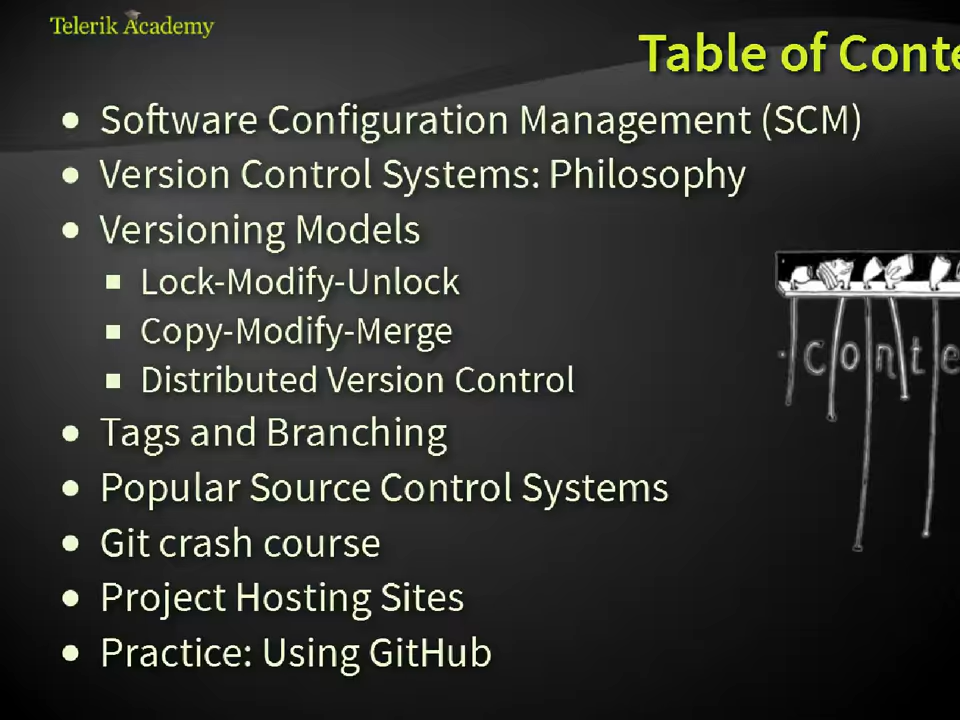 Telerik Academy
Table of Conte
Software Configuration Management (SCM)
Version Control Systems: Philosophy
Versioning Models
Lock-Modify-Unlock
Copy-Modify-Merge
Distributed Version Control
Tags and Branching
Popular Source Control Systems
Git crash course
Project Hosting Sites
Practice: Using GitHub
Conte